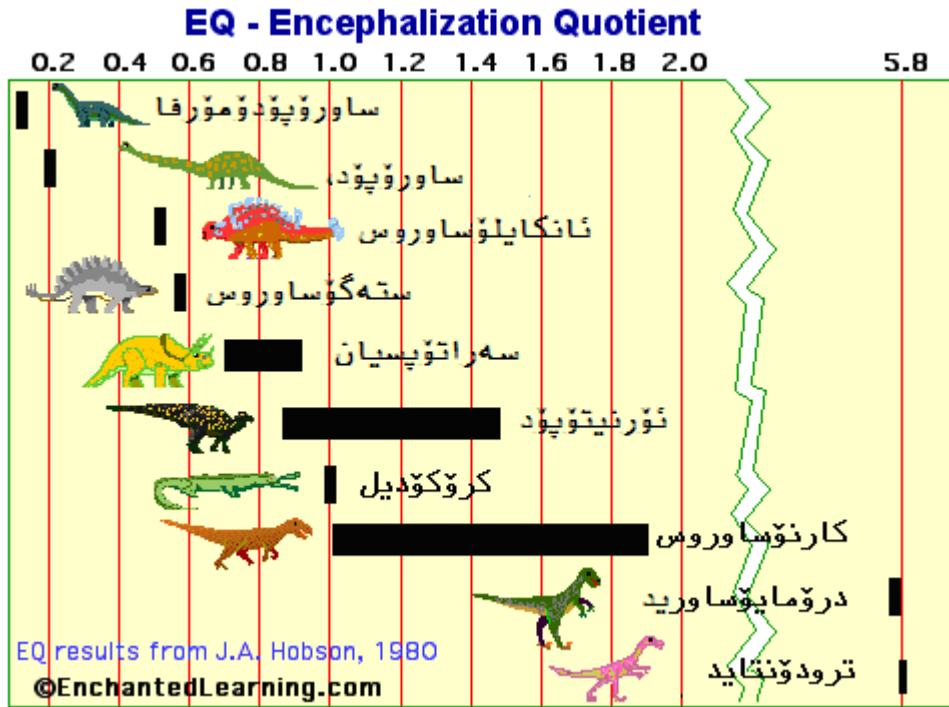 EQ - Encephalization Quotient
0.2 0.4 0.6 0.8 1.0 1.2 1.4 1.6 1.8 2.0 5.8
ساورۆپۆدۆمۆرفا
ساورۆپۆد،
ئانکایلۆساوروس
ستەگۆساوروس
سەراتۆپسیان
ئۆرنیتۆپۆد
کرۆکۆدیل
کارنۆساوروس
درۆمایۆساورید
ترودۆنتاید
EQ results from J.A. Hobson, 1980
©EnchantedLearning.com